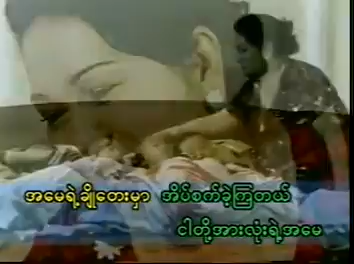 အမေရဲ့ချိုတေးမှာ အိပ်စက်ခဲ့ကြတယ်
ငါတို့အားလုံးရဲ့အမေ